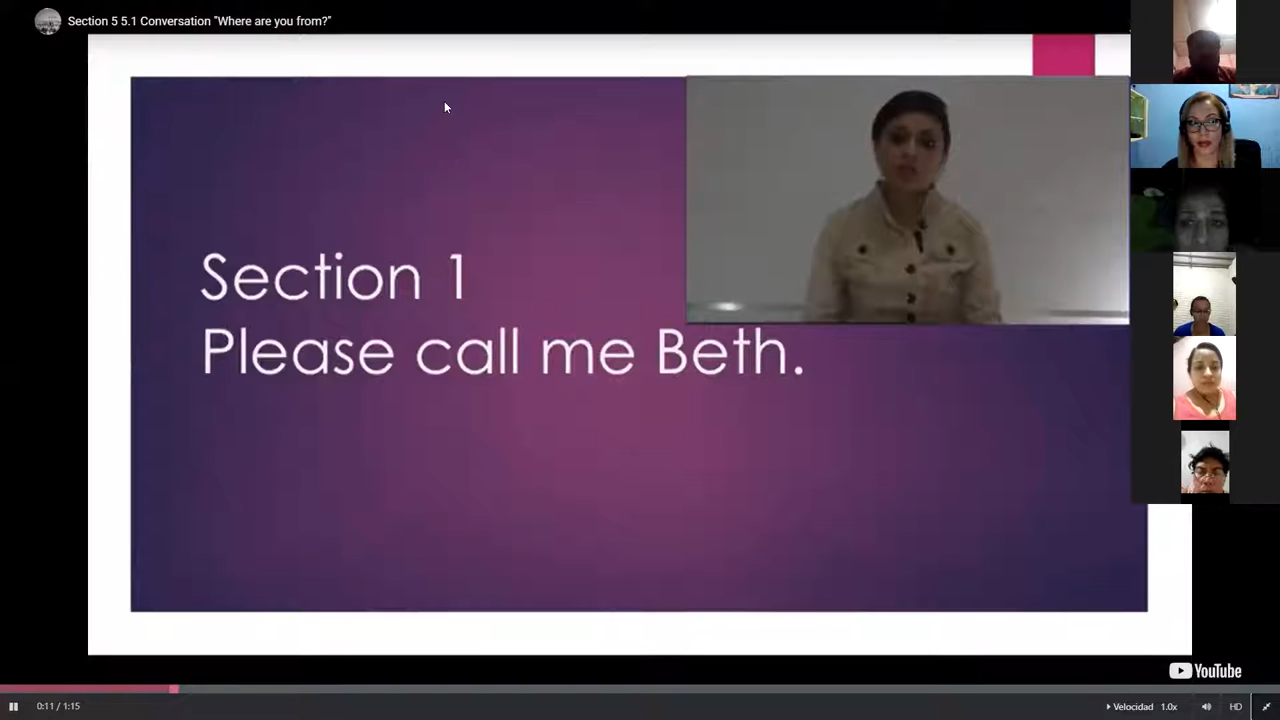 Section 5 5.1 Conversation "Where are you from?"
Section 1
Please call me Beth.
YouTube
0:11 / 1:15
Velocidad 1.0x
HD